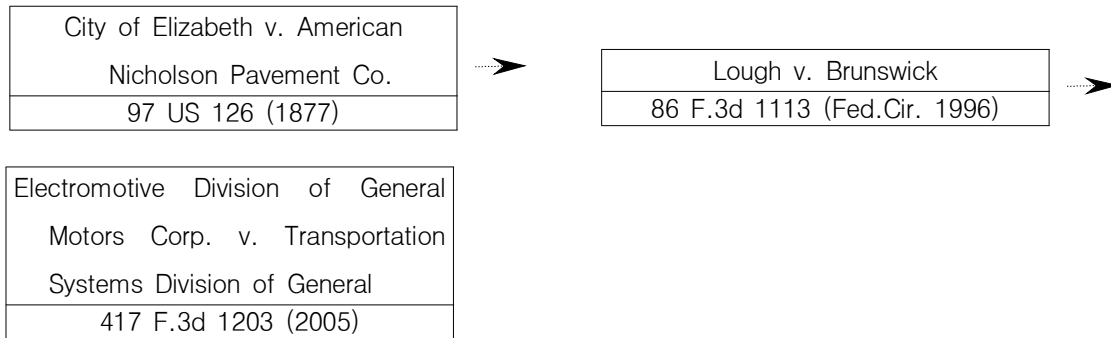 City of Elizabeth v. American
Nicholson Pavement Co.
97 US 126 (1877)
Lough v. Brunswick
86 F.3d 1113 (Fed.Cir. 1996)
Electromotive Division of General
Motors Corp. v. Transportation
Systems Division of General
417 F.3d 1203 (2005)